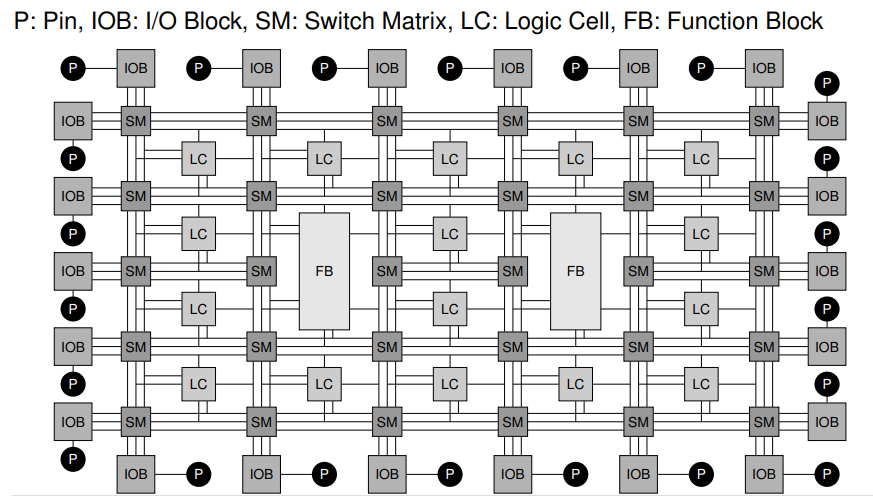 P: Pin, IOB: I/O Block, SM: Switch Matrix, LC: Logic Cell, FB: Function Block
P IOB P IOB P IOB P IOB P IOB P IOB
P
IOB SM SM SM SM SM SM IOB
P LC LC LC LC LC P
IOB SM SM SM SM SM SM IOB
P LC LC LC P
IOB SM SM FB SM SM FB SM SM IOB
P LC LC LC P
IOB SM SM SM SM SM SM IOB
P LC LC LC LC LC P
IOB SM SM SM SM SM SM IOB
P
IOB P IOB P IOB P IOB P IOB P IOB P